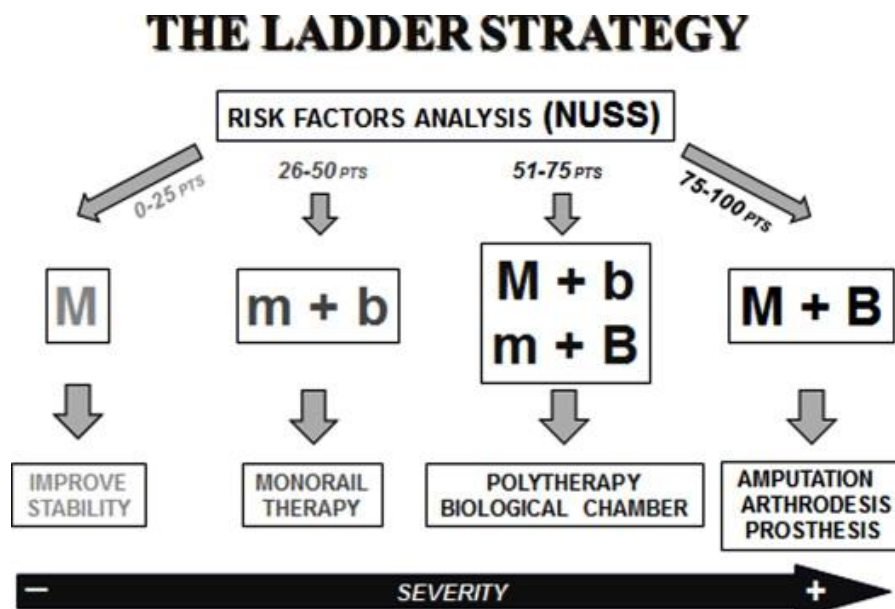 THE LADDER STRATEGY
RISK FACTORS ANALYSIS (NUSS)
0-25 PTS
26-50 PTS
51-75 PTS
75-100 PTS
M
m + b
M + b
m + B
M + B
IMPROVE
STABILITY
MONORAIL
THERAPY
POLYTHERAPY
BIOLOGICAL CHAMBER
AMPUTATION
ARTHRODESIS
PROSTHESIS
− SEVERITY +